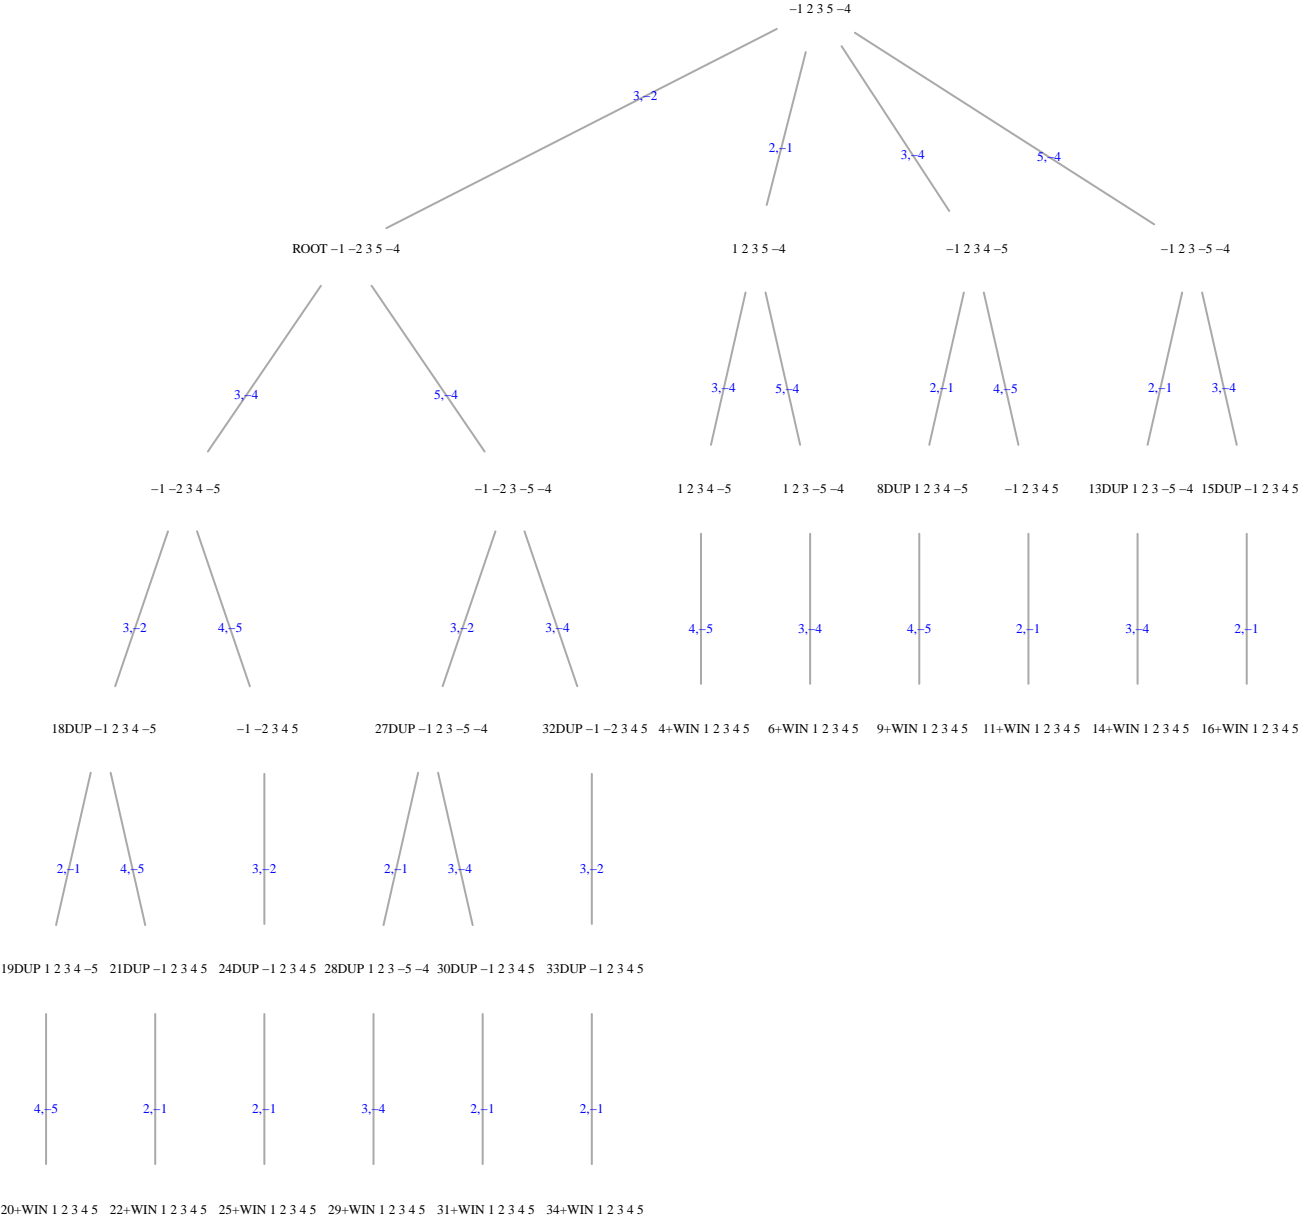 −1 2 3 5 −4
3,−2
2,−1
3,−4
5,−4
ROOT −1 −2 3 5 −4
1 2 3 5 −4
−1 2 3 4 −5
−1 2 3 −5 −4
3,−4
5,−4
3,−4
5,−4
2,−1
4,−5
2,−1
3,−4
−1 −2 3 4 −5
−1 −2 3 −5 −4
1 2 3 4 −5
1 2 3 −5 −4
8DUP 1 2 3 4 −5
−1 2 3 4 5
13DUP 1 2 3 −5 −4
15DUP −1 2 3 4 5
3,−2
4,−5
3,−2
3,−4
4,−5
3,−4
4,−5
2,−1
3,−4
2,−1
18DUP −1 2 3 4 −5
−1 −2 3 4 5
27DUP −1 2 3 −5 −4
32DUP −1 −2 3 4 5
4+WIN 1 2 3 4 5
6+WIN 1 2 3 4 5
9+WIN 1 2 3 4 5
11+WIN 1 2 3 4 5
14+WIN 1 2 3 4 5
16+WIN 1 2 3 4 5
2,−1
4,−5
3,−2
2,−1
3,−4
3,−2
19DUP 1 2 3 4 −5
21DUP −1 2 3 4 5
24DUP −1 2 3 4 5
28DUP 1 2 3 −5 −4
30DUP −1 2 3 4 5
33DUP −1 2 3 4 5
4,−5
2,−1
2,−1
3,−4
2,−1
2,−1
20+WIN 1 2 3 4 5
22+WIN 1 2 3 4 5
25+WIN 1 2 3 4 5
29+WIN 1 2 3 4 5
31+WIN 1 2 3 4 5
34+WIN 1 2 3 4 5